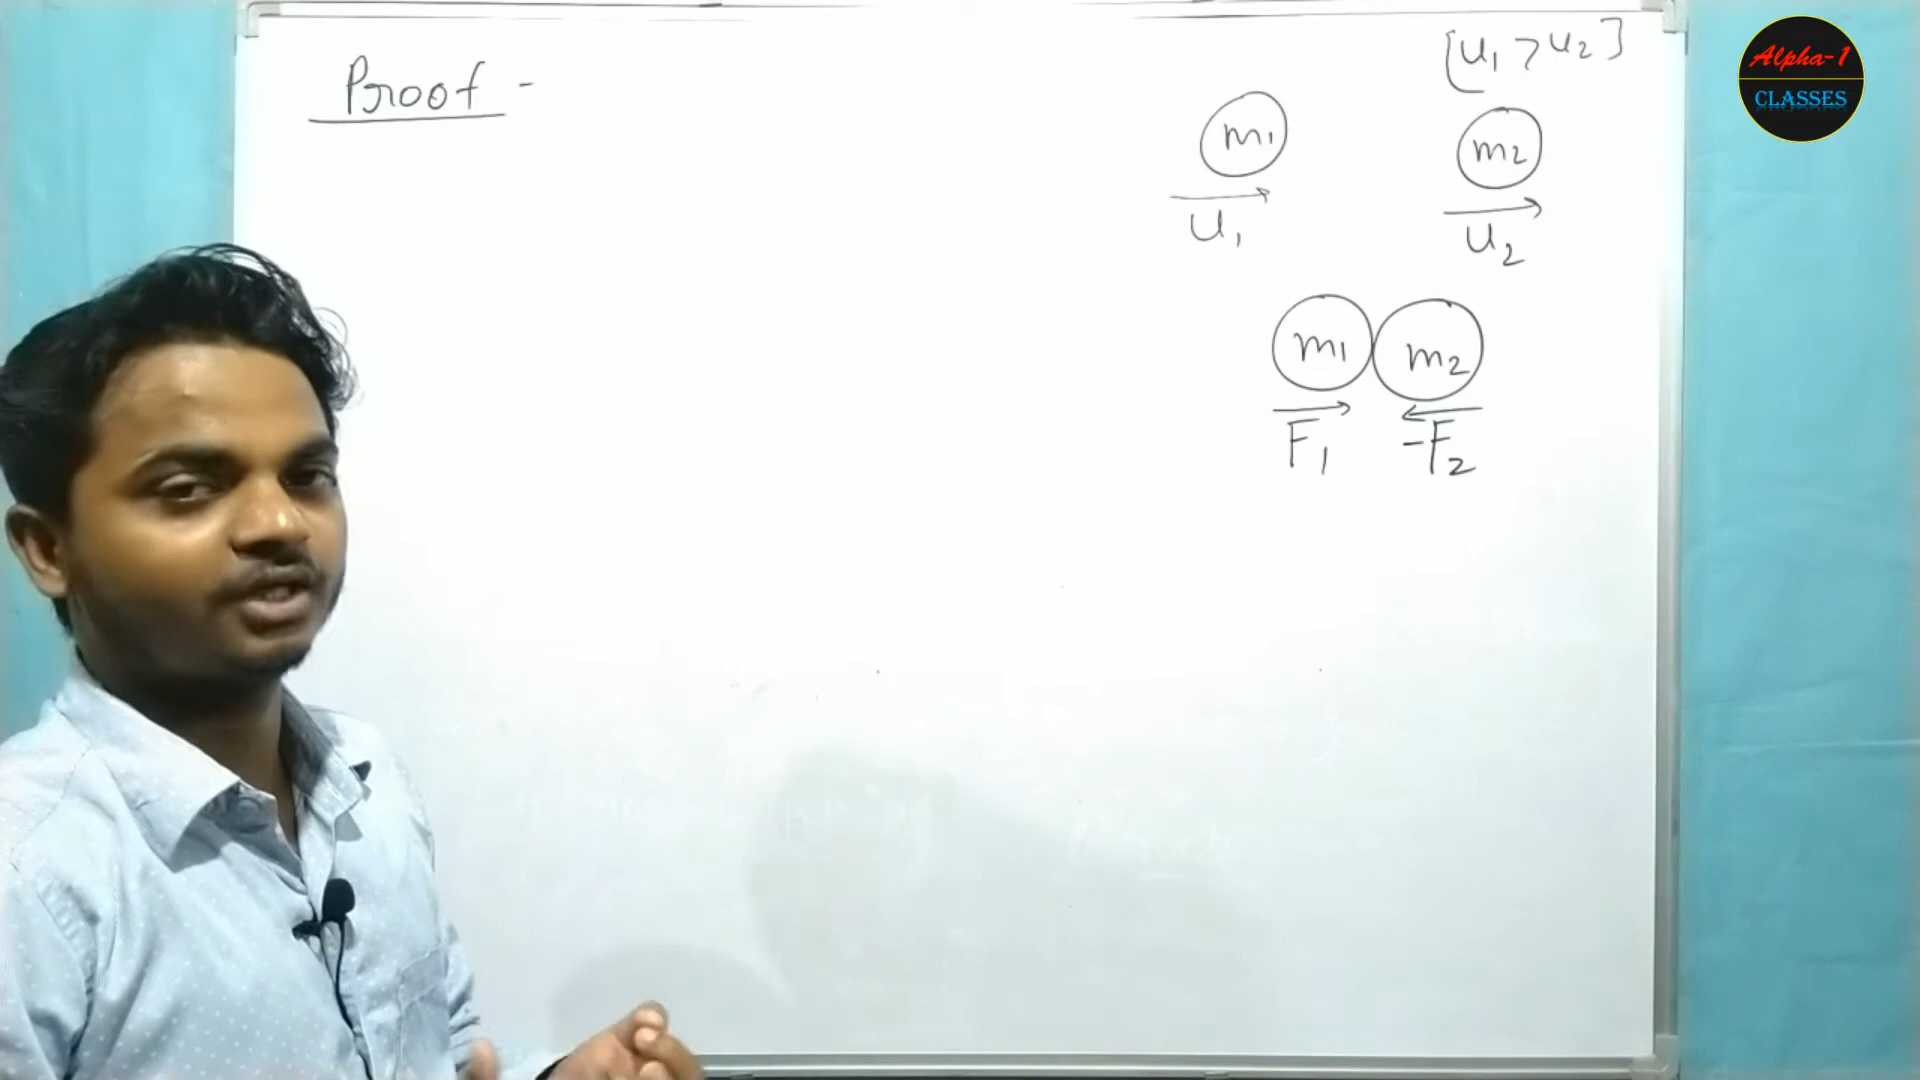 Proof -
[u₁ > u₂]
m₁ m₂
u₁ u₂
m₁ m₂
F₁ -F₂
Alpha-1
CLASSES